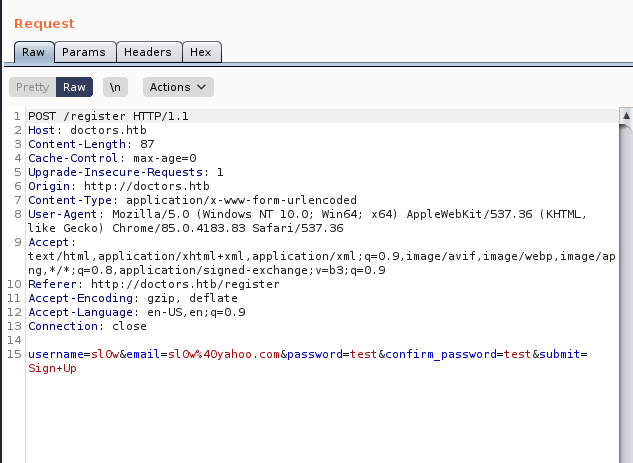 Request
Raw Params Headers Hex
Pretty Raw \n Actions
1 POST /register HTTP/1.1
2 Host: doctors.htb
3 Content-Length: 87
4 Cache-Control: max-age=0
5 Upgrade-Insecure-Requests: 1
6 Origin: http://doctors.htb
7 Content-Type: application/x-www-form-urlencoded
8 User-Agent: Mozilla/5.0 (Windows NT 10.0; Win64; x64) AppleWebKit/537.36 (KHTML,
like Gecko) Chrome/85.0.4183.83 Safari/537.36
9 Accept:
text/html,application/xhtml+xml,application/xml;q=0.9,image/avif,image/webp,image/ap
ng,*/*;q=0.8,application/signed-exchange;v=b3;q=0.9
10 Referer: http://doctors.htb/register
11 Accept-Encoding: gzip, deflate
12 Accept-Language: en-US,en;q=0.9
13 Connection: close
14
15 username=sl0w&email=sl0w%40yahoo.com&password=test&confirm_password=test&submit=
Sign+Up